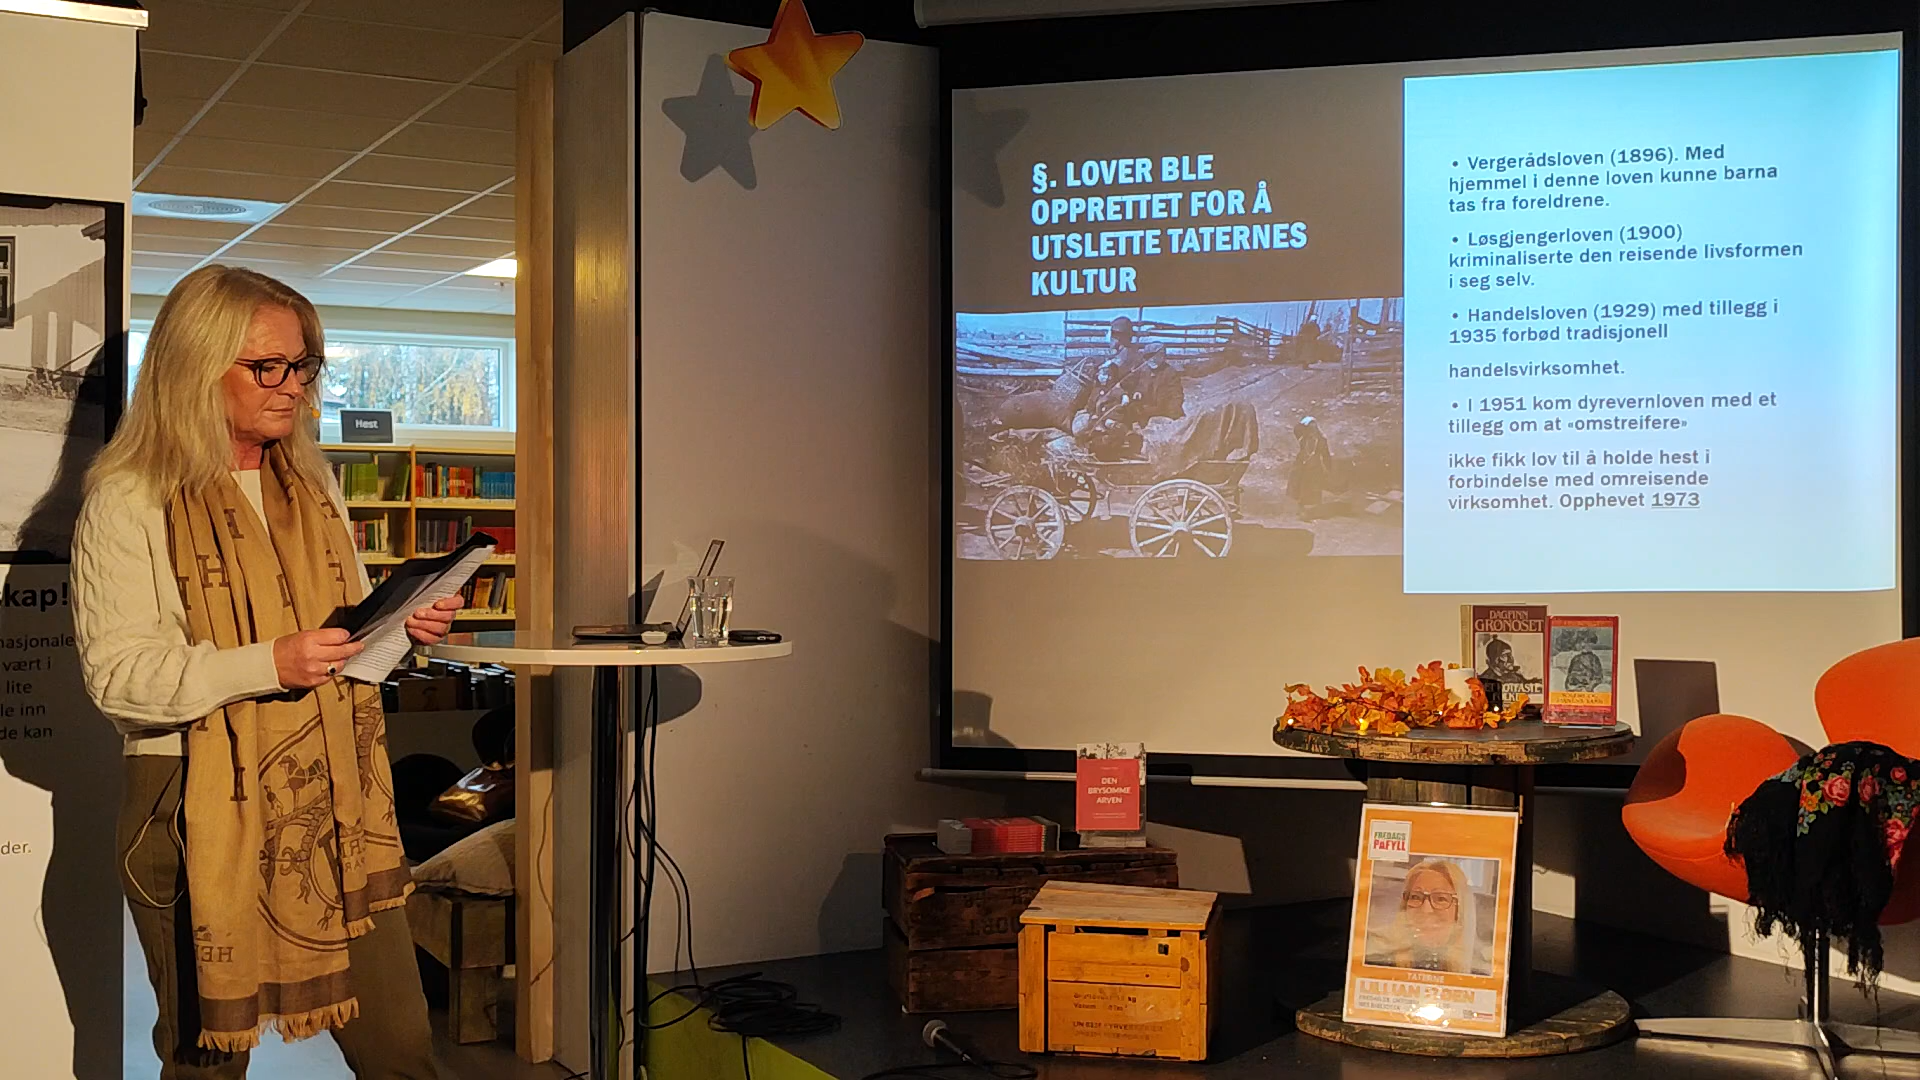 §. LOVER BLE
OPPRETTET FOR Å
UTSLETTE TATERNES
KULTUR
• Vergerådsloven (1896). Med
hjemmel i denne loven kunne barna
tas fra foreldrene.
• Løsgjengerloven (1900)
kriminaliserte den reisende livsformen
i seg selv.
• Handelsloven (1929) med tillegg i
1935 forbød tradisjonell
handelsvirksomhet.
• I 1951 kom dyrevernloven med et
tillegg om at «omstreifere»
ikke fikk lov til å holde hest i
forbindelse med omreisende
virksomhet. Opphevet 1973
Hest
kap!
nasjonale
vært i
lite
le inn
de kan
der.
DAGFINN
GRØNOSET
DEN
BRYSOMME
ARVEN
FREDAGS
PÅFYLL
TATERNE
LILLIAN